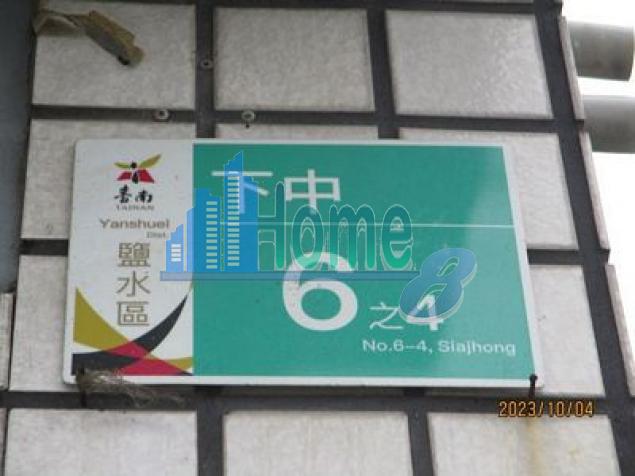 臺南
TAINAN
Yanshuei
Dist.
鹽水區
下中
6之4
No.6-4, Siajhong
Home 8
2023/10/04